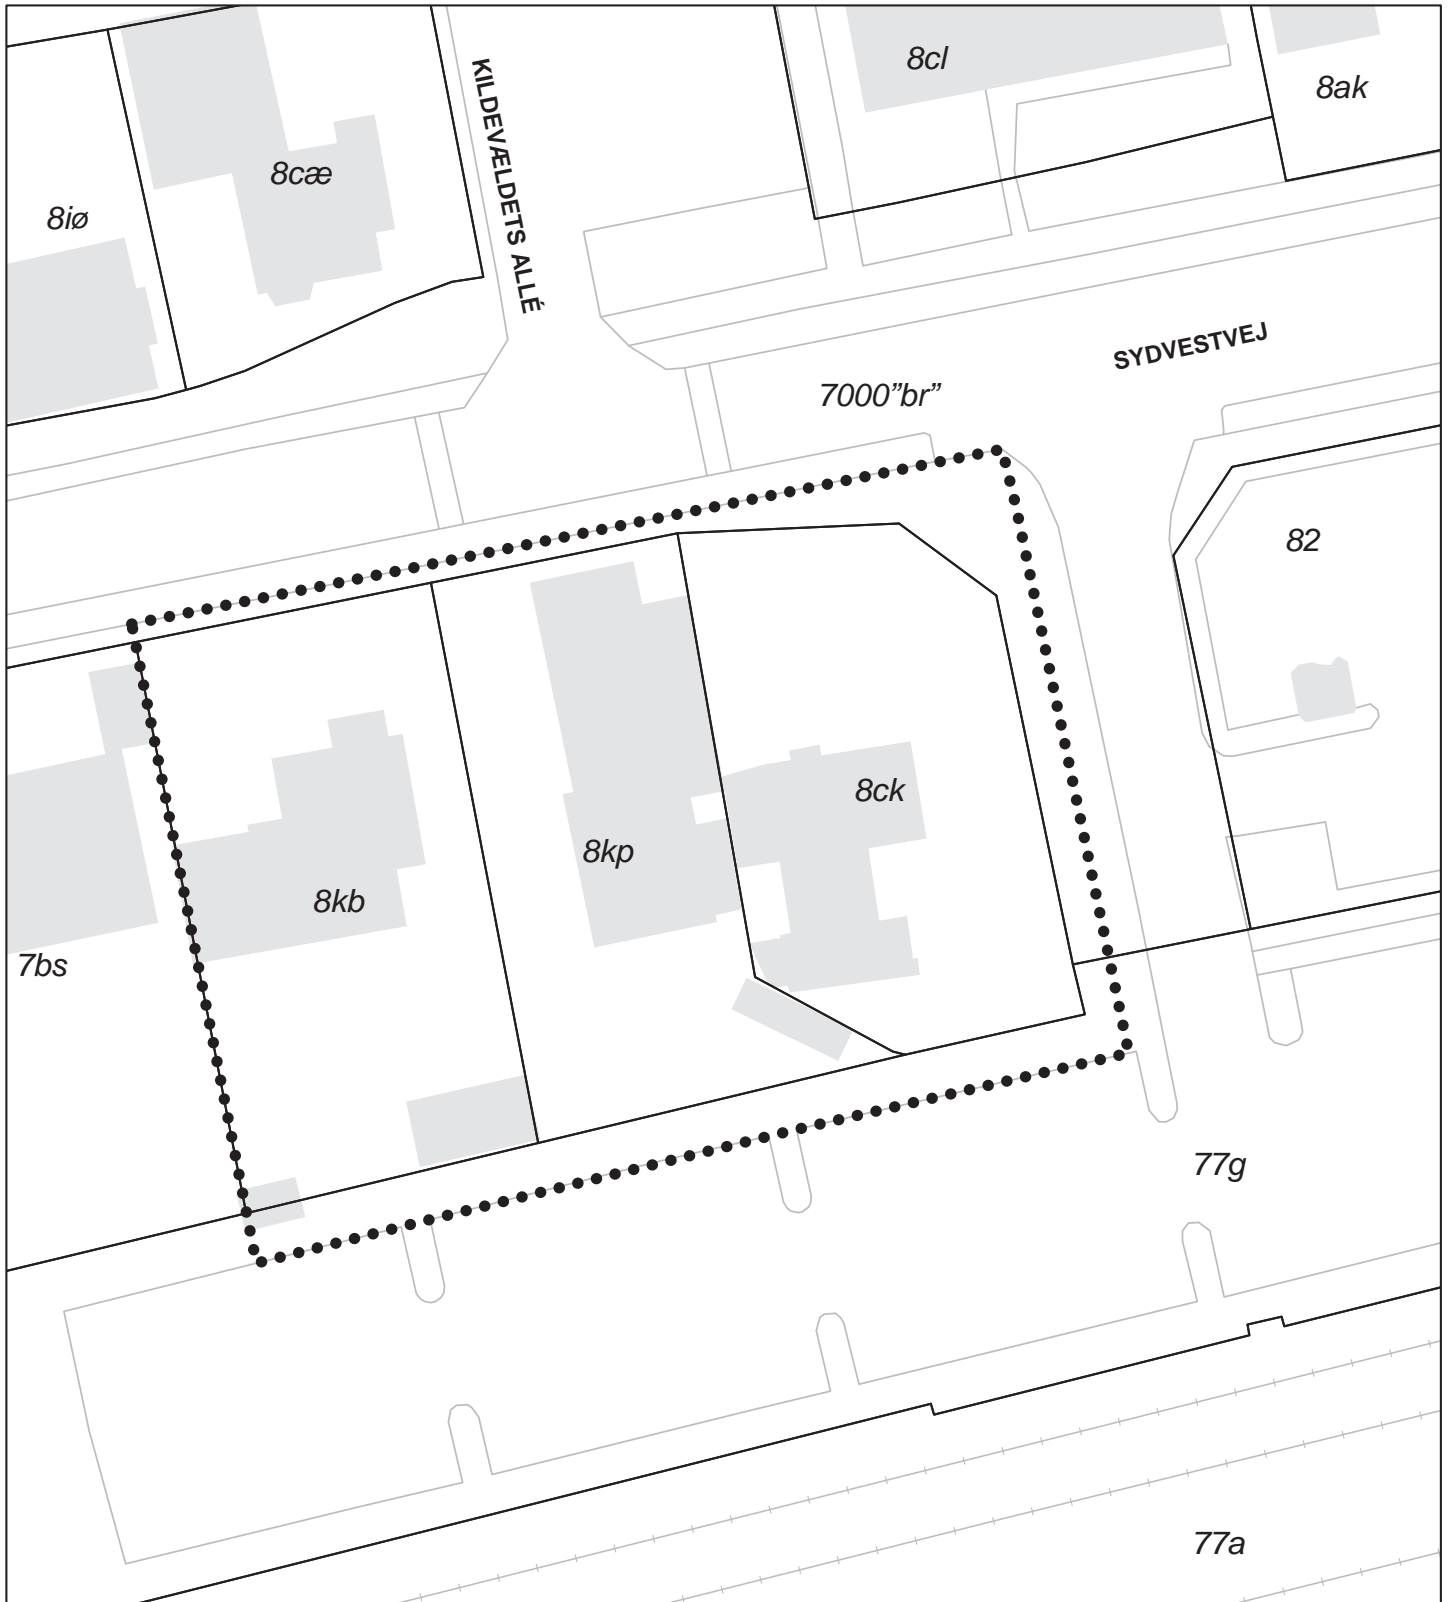 8cl
8ak
KILDEVÆLDETS ALLÉ
8cæ
8iø
SYDVESTVEJ
7000”br”
82
8ck
8kp
8kb
7bs
77g
77a